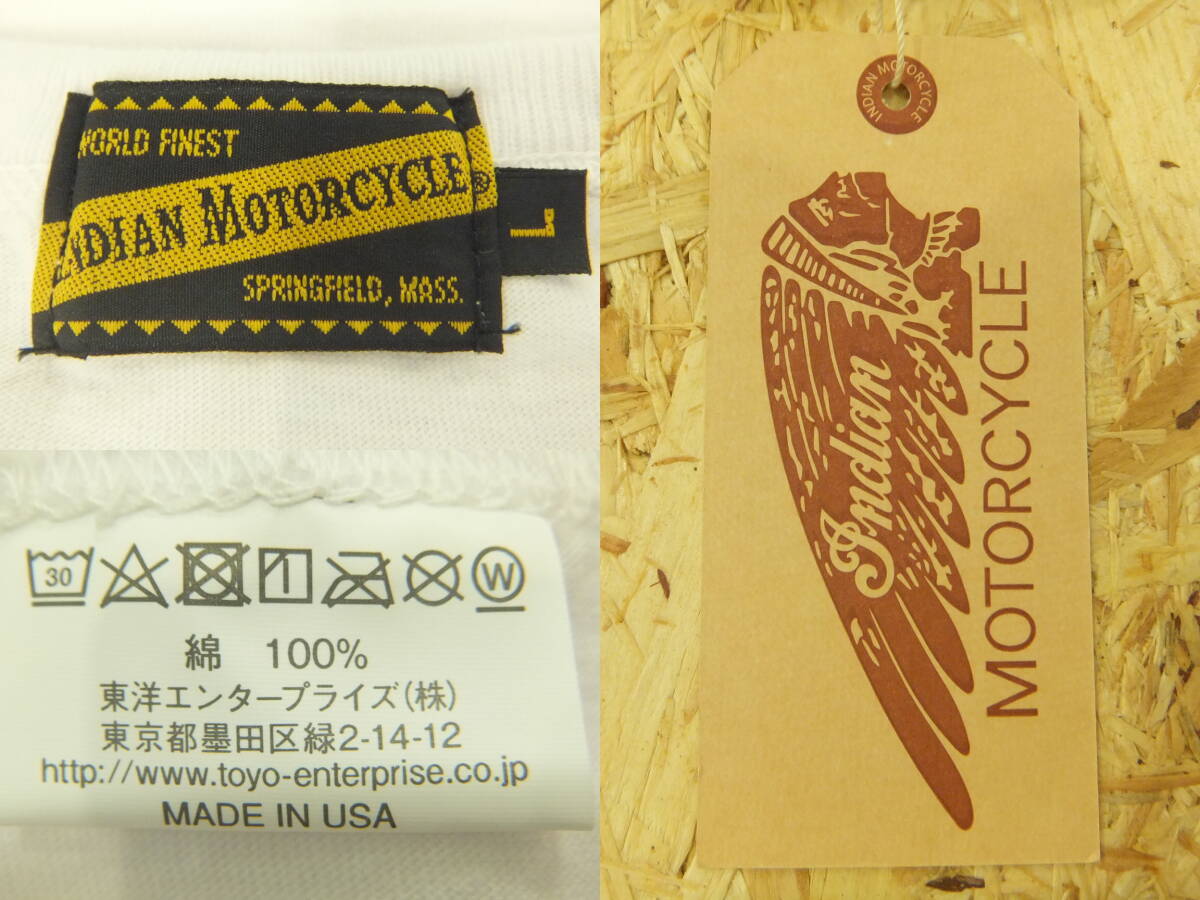 WORLD FINEST
INDIAN MOTORCYCLE®
SPRINGFIELD, MASS.
L
30
W
綿 100%
東洋エンタープライズ(株)
東京都墨田区緑2-14-12
http://www.toyo-enterprise.co.jp
MADE IN USA
INDIAN MOTORCYCLE
Indian
MOTORCYCLE